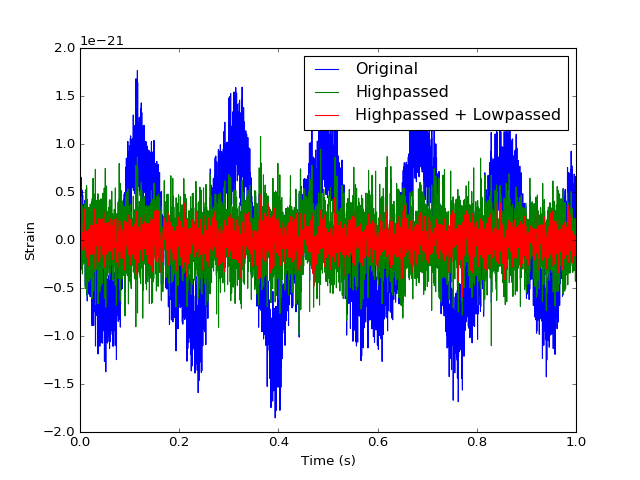 1e−21
2.0
1.5
1.0
0.5
0.0
−0.5
−1.0
−1.5
−2.0
Strain
Original
Highpassed
Highpassed + Lowpassed
0.0 0.2 0.4 0.6 0.8 1.0
Time (s)